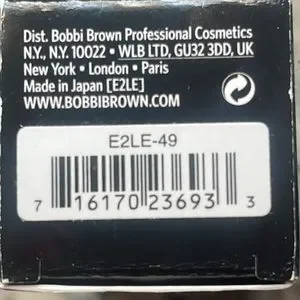 Dist. Bobbi Brown Professional Cosmetics
N.Y., N.Y. 10022 • WLB LTD, GU32 3DD, UK
New York • London • Paris
Made in Japan [E2LE]
WWW.BOBBIBROWN.COM
E2LE-49
7 16170 23693 3